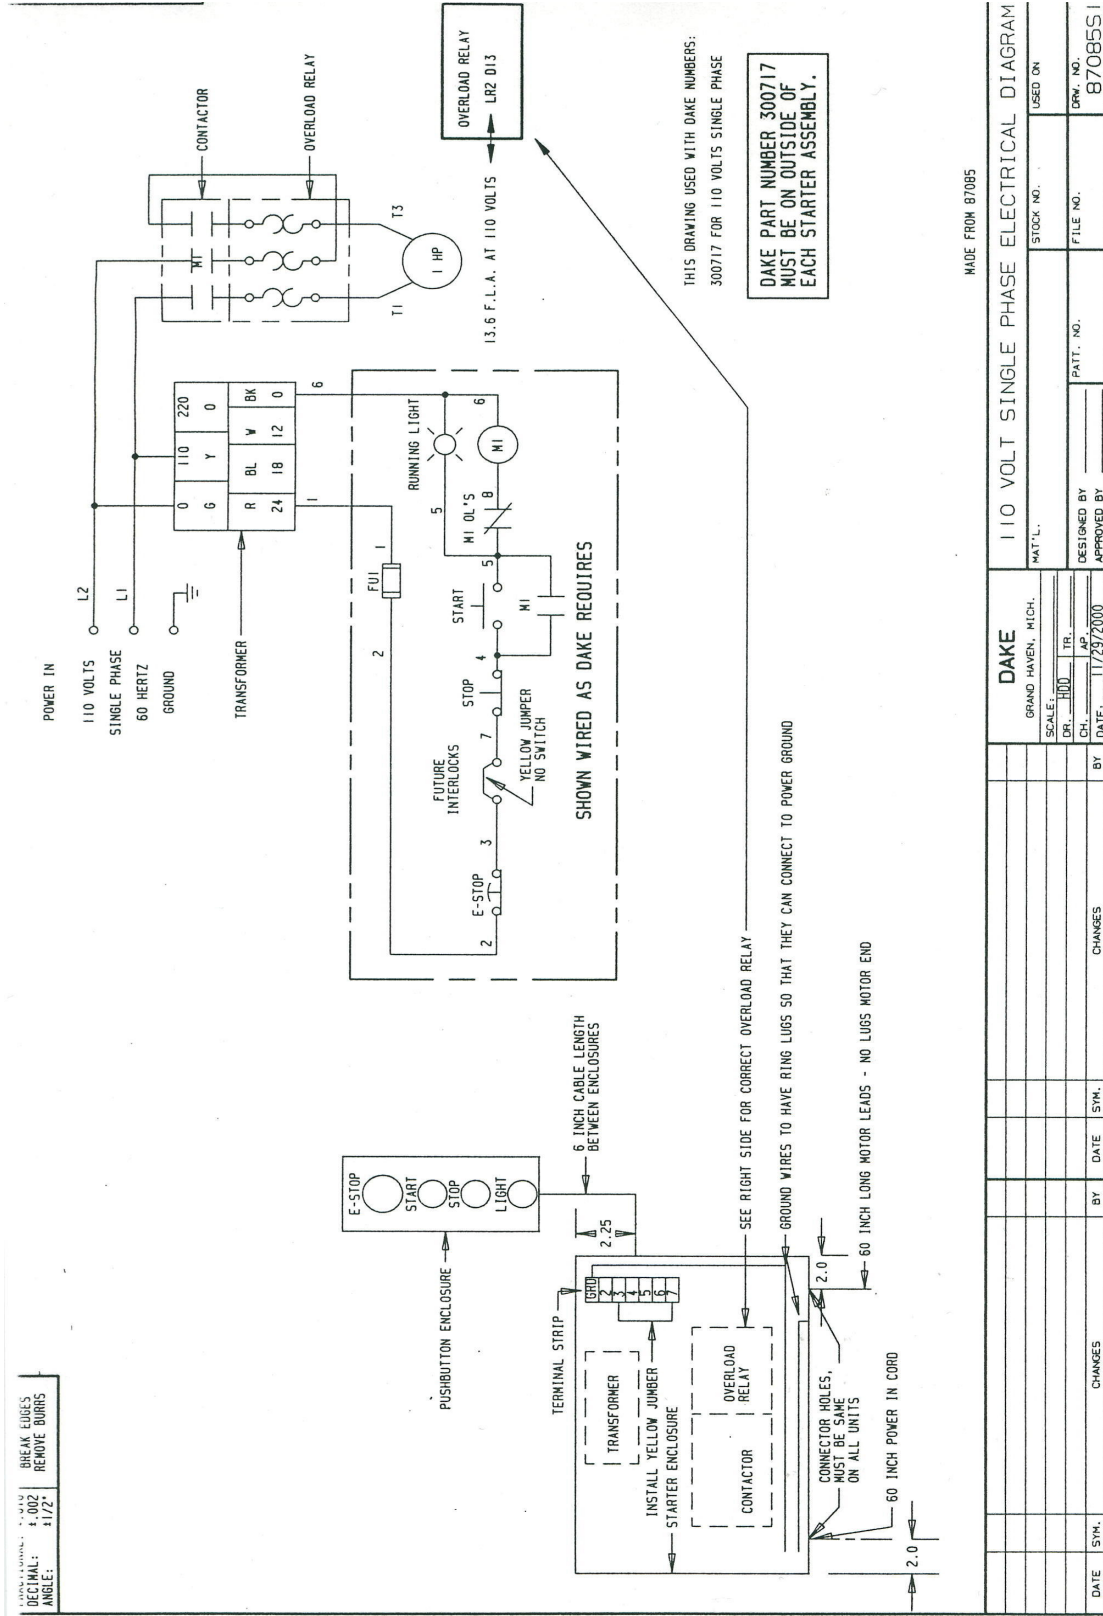 DECIMAL: ±.002
ANGLE: ±1/2°
BREAK EDGES
REMOVE BURRS
POWER IN
110 VOLTS
SINGLE PHASE
60 HERTZ
GROUND
L2
L1
TRANSFORMER
0
110
220
G
Y
O
R
BL
W
BK
24
18
12
0
1
6
CONTACTOR
OVERLOAD RELAY
M1
T1
T3
1 HP
13.6 F.L.A. AT 110 VOLTS
OVERLOAD RELAY
LR2 D13
FU1
1
2
RUNNING LIGHT
5
6
M1 OL'S
8
M1
START
5
M1
4
STOP
7
FUTURE
INTERLOCKS
YELLOW JUMPER
NO SWITCH
3
E-STOP
2
SHOWN WIRED AS DAKE REQUIRES
THIS DRAWING USED WITH DAKE NUMBERS:
300717 FOR 110 VOLTS SINGLE PHASE
DAKE PART NUMBER 300717
MUST BE ON OUTSIDE OF
EACH STARTER ASSEMBLY.
MADE FROM 87085
E-STOP
START
STOP
LIGHT
PUSHBUTTON ENCLOSURE
6 INCH CABLE LENGTH
BETWEEN ENCLOSURES
2.25
TERMINAL STRIP
GRD
2
3
4
5
6
7
TRANSFORMER
INSTALL YELLOW JUMBER
STARTER ENCLOSURE
CONTACTOR
OVERLOAD
RELAY
SEE RIGHT SIDE FOR CORRECT OVERLOAD RELAY
GROUND WIRES TO HAVE RING LUGS SO THAT THEY CAN CONNECT TO POWER GROUND
2.0
60 INCH LONG MOTOR LEADS - NO LUGS MOTOR END
CONNECTOR HOLES,
MUST BE SAME
ON ALL UNITS
60 INCH POWER IN CORD
2.0
DATE
SYM.
CHANGES
BY
DATE
SYM.
CHANGES
BY
DAKE
GRAND HAVEN, MICH.
SCALE:
DR. HDD
TR.
CH.
AP.
DATE: 11/29/2000
110 VOLT SINGLE PHASE ELECTRICAL DIAGRAM
MAT'L.
STOCK NO.
USED ON
DESIGNED BY
APPROVED BY
PATT. NO.
FILE NO.
DRW. NO.
87085S1